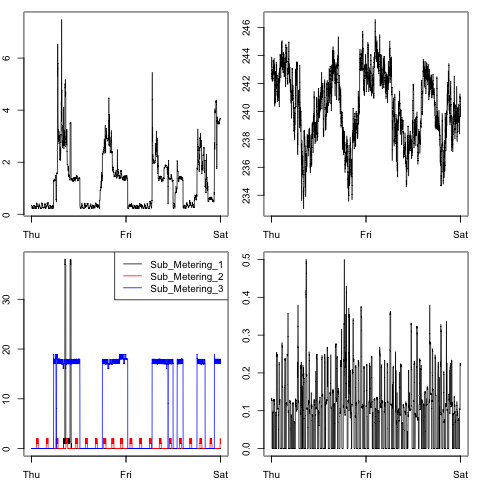 0 2 4 6
Thu Fri Sat
234 236 238 240 242 244 246
Thu Fri Sat
0 10 20 30
Sub_Metering_1
Sub_Metering_2
Sub_Metering_3
Thu Fri Sat
0.0 0.1 0.2 0.3 0.4 0.5
Thu Fri Sat